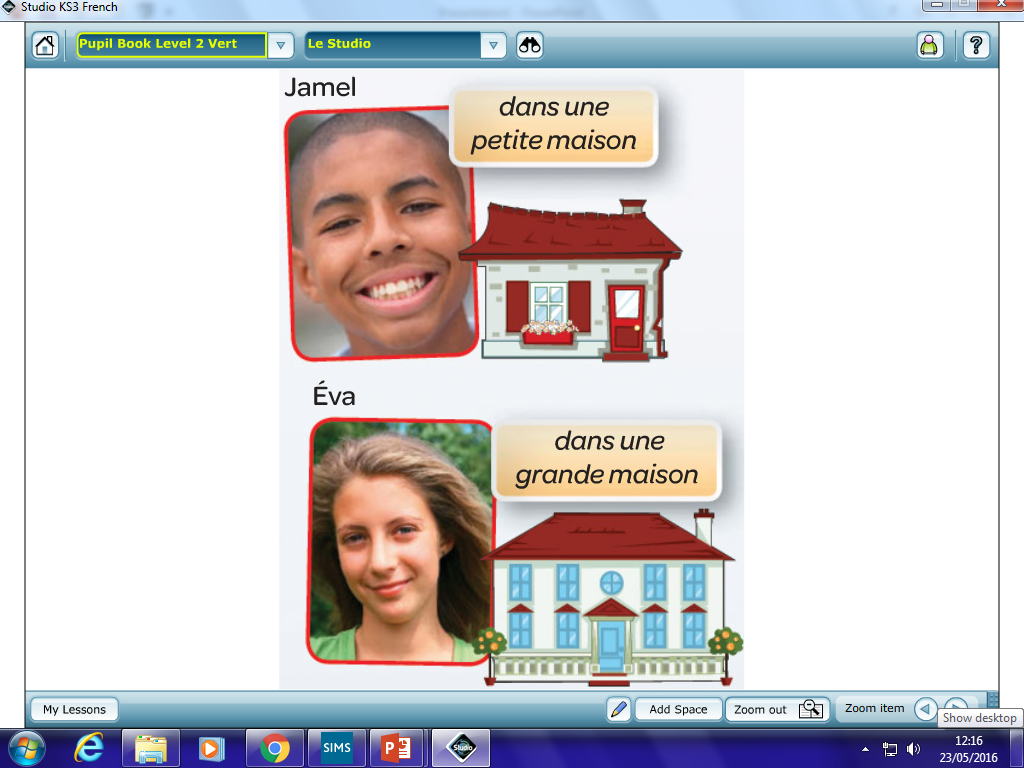 Studio KS3 French
Pupil Book Level 2 Vert
Le Studio
?
Jamel
dans une
petite maison
Éva
dans une
grande maison
My Lessons
Add Space
Zoom out
Zoom item
Show desktop
SIMS
Studio
12:16
23/05/2016